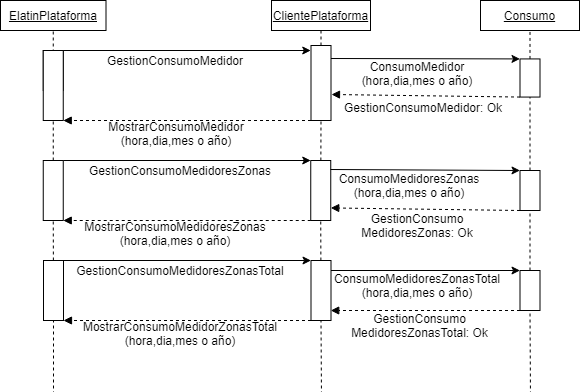 ElatinPlataforma
ClientePlataforma
Consumo
GestionConsumoMedidor
ConsumoMedidor
(hora,dia,mes o año)
GestionConsumoMedidor: Ok
MostrarConsumoMedidor
(hora,dia,mes o año)
GestionConsumoMedidoresZonas
ConsumoMedidoresZonas
(hora,dia,mes o año)
GestionConsumo
MedidoresZonas: Ok
MostrarConsumoMedidoresZonas
(hora,dia,mes o año)
GestionConsumoMedidoresZonasTotal
ConsumoMedidoresZonasTotal
(hora,dia,mes o año)
GestionConsumo
MedidoresZonasTotal: Ok
MostrarConsumoMedidorZonasTotal
(hora,dia,mes o año)